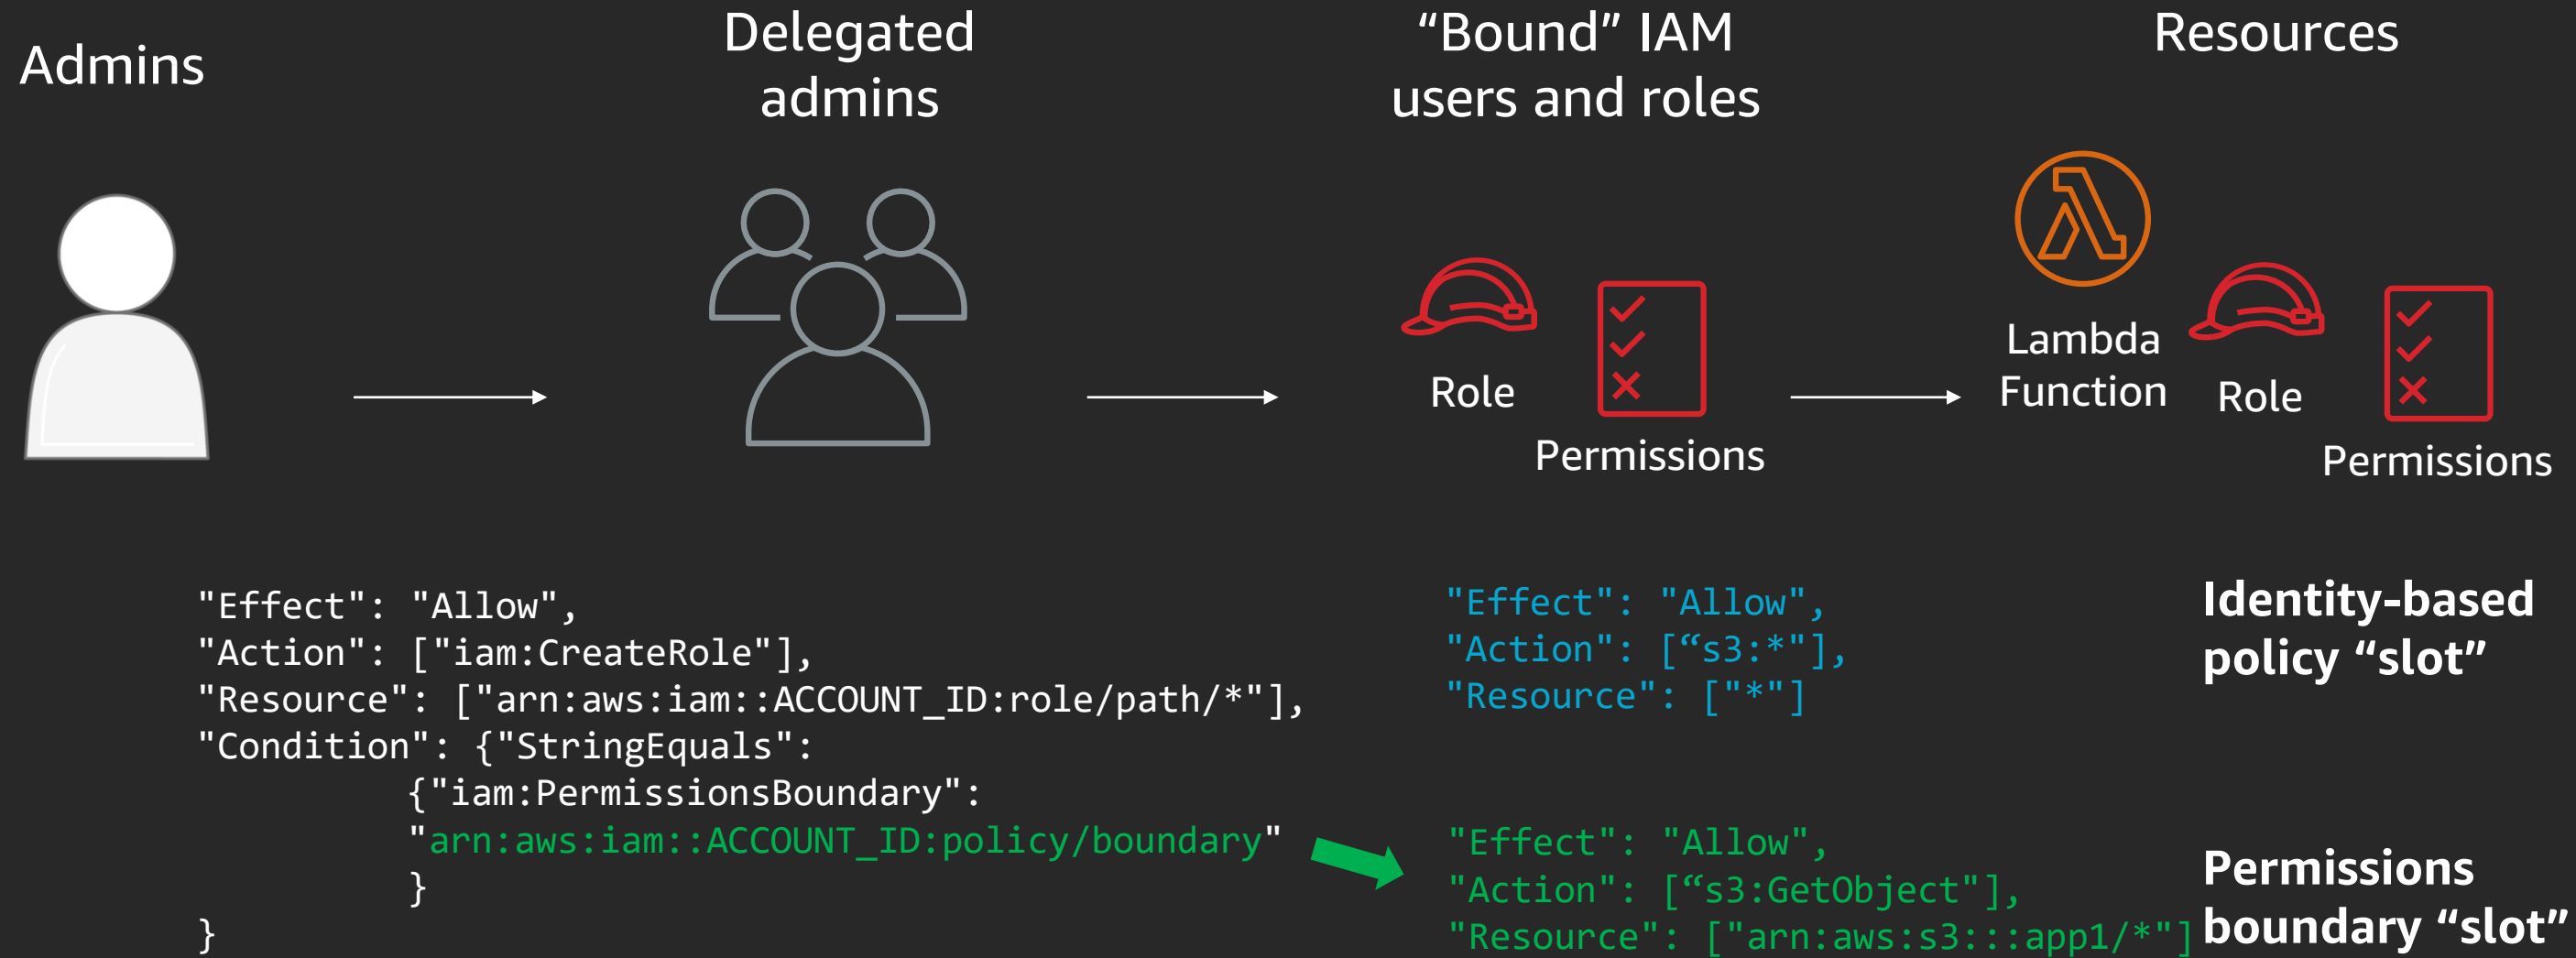 Admins
Delegated
admins
“Bound” IAM
users and roles
Resources
Role
Permissions
Lambda
Function
Role
Permissions
"Effect": "Allow",
"Action": ["iam:CreateRole"],
"Resource": ["arn:aws:iam::ACCOUNT_ID:role/path/*"],
"Condition": {"StringEquals":
{"iam:PermissionsBoundary":
"arn:aws:iam::ACCOUNT_ID:policy/boundary"
}
}
"Effect": "Allow",
"Action": [“s3:*"],
"Resource": ["*"]
Identity-based
policy “slot”
"Effect": "Allow",
"Action": [“s3:GetObject"],
"Resource": ["arn:aws:s3:::app1/*"]
Permissions
boundary “slot”